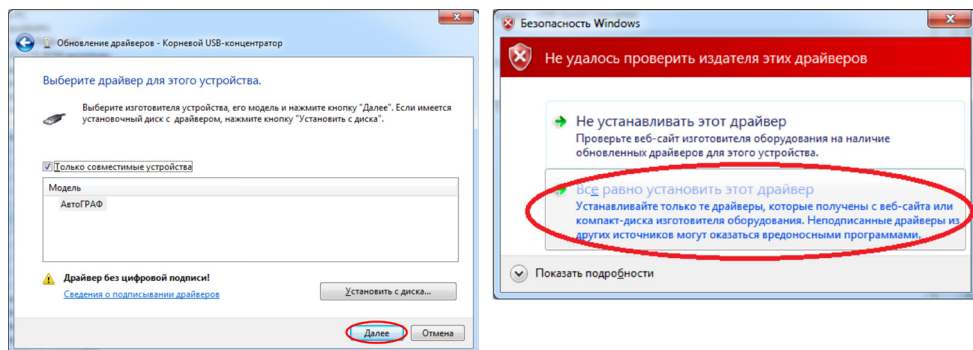 Обновление драйверов - Корневой USB-концентратор
Выберите драйвер для этого устройства.
Выберите изготовителя устройства, его модель и нажмите кнопку "Далее". Если имеется
установочный диск с драйвером, нажмите кнопку "Установить с диска".
Только совместимые устройства
Модель
АвтоГРАФ
Драйвер без цифровой подписи!
Сведения о подписывании драйверов
Установить с диска...
Далее
Отмена
Безопасность Windows
Не удалось проверить издателя этих драйверов
Не устанавливать этот драйвер
Проверьте веб-сайт изготовителя оборудования на наличие
обновленных драйверов для этого устройства.
Все равно установить этот драйвер
Устанавливайте только те драйверы, которые получены с веб-сайта или
компакт-диска изготовителя оборудования. Неподписанные драйверы из
других источников могут оказаться вредоносными программами.
Показать подробности